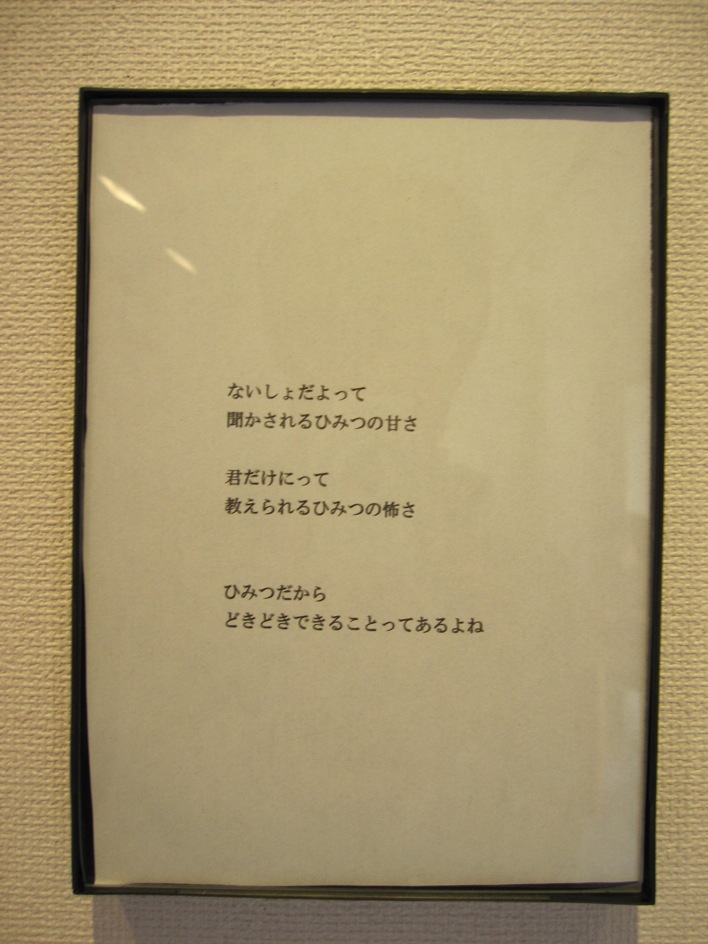 ないしょだよって
聞かされるひみつの甘さ
君だけにって
教えられるひみつの怖さ
ひみつだから
どきどきできることってあるよね